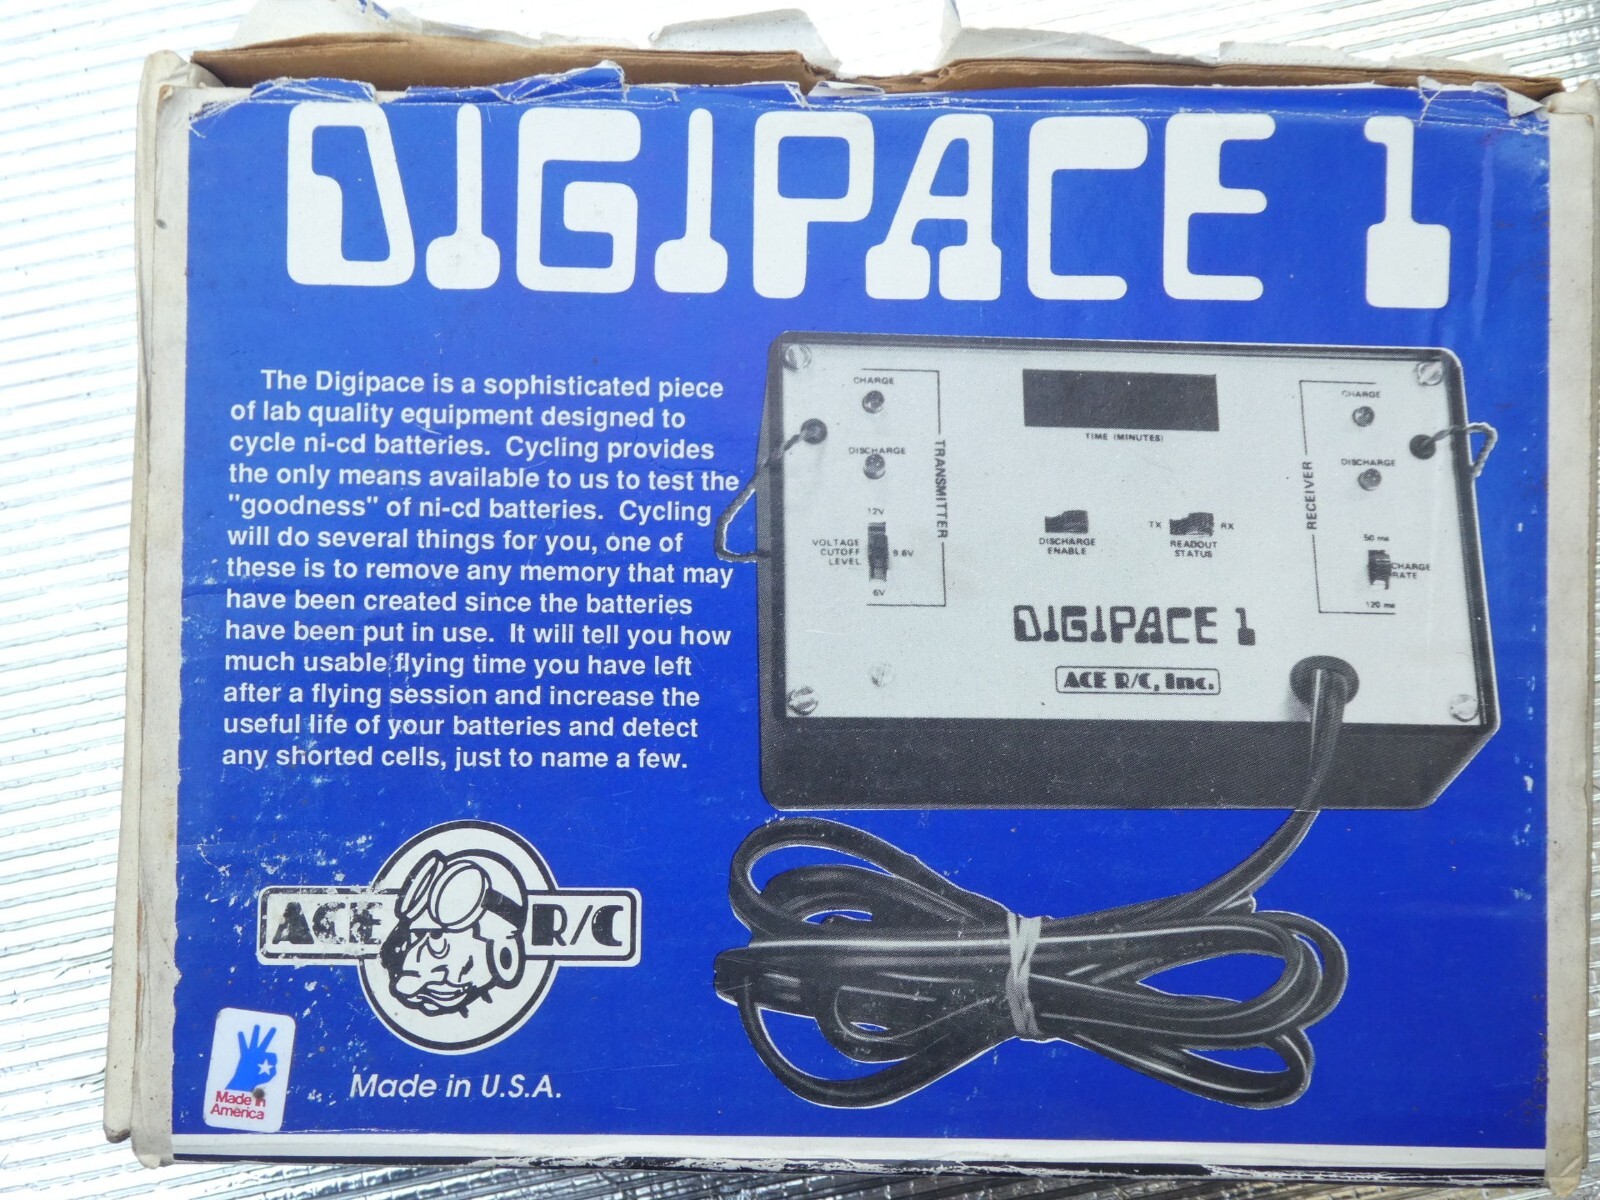 DIGIPACE 1
The Digipace is a sophisticated piece
of lab quality equipment designed to
cycle ni-cd batteries. Cycling provides
the only means available to us to test the
"goodness" of ni-cd batteries. Cycling
will do several things for you, one of
these is to remove any memory that may
have been created since the batteries
have been put in use. It will tell you how
much usable flying time you have left
after a flying session and increase the
useful life of your batteries and detect
any shorted cells, just to name a few.
CHARGE
DISCHARGE
TRANSMITTER
12V
VOLTAGE
CUTOFF
LEVEL
9.6V
6V
TIME (MINUTES)
DISCHARGE
ENABLE
TX
RX
READOUT
STATUS
CHARGE
DISCHARGE
RECEIVER
50 ma
CHARGE
RATE
120 ma
DIGIPACE 1
ACE R/C, Inc.
ACE R/C
Made in
America
Made in U.S.A.